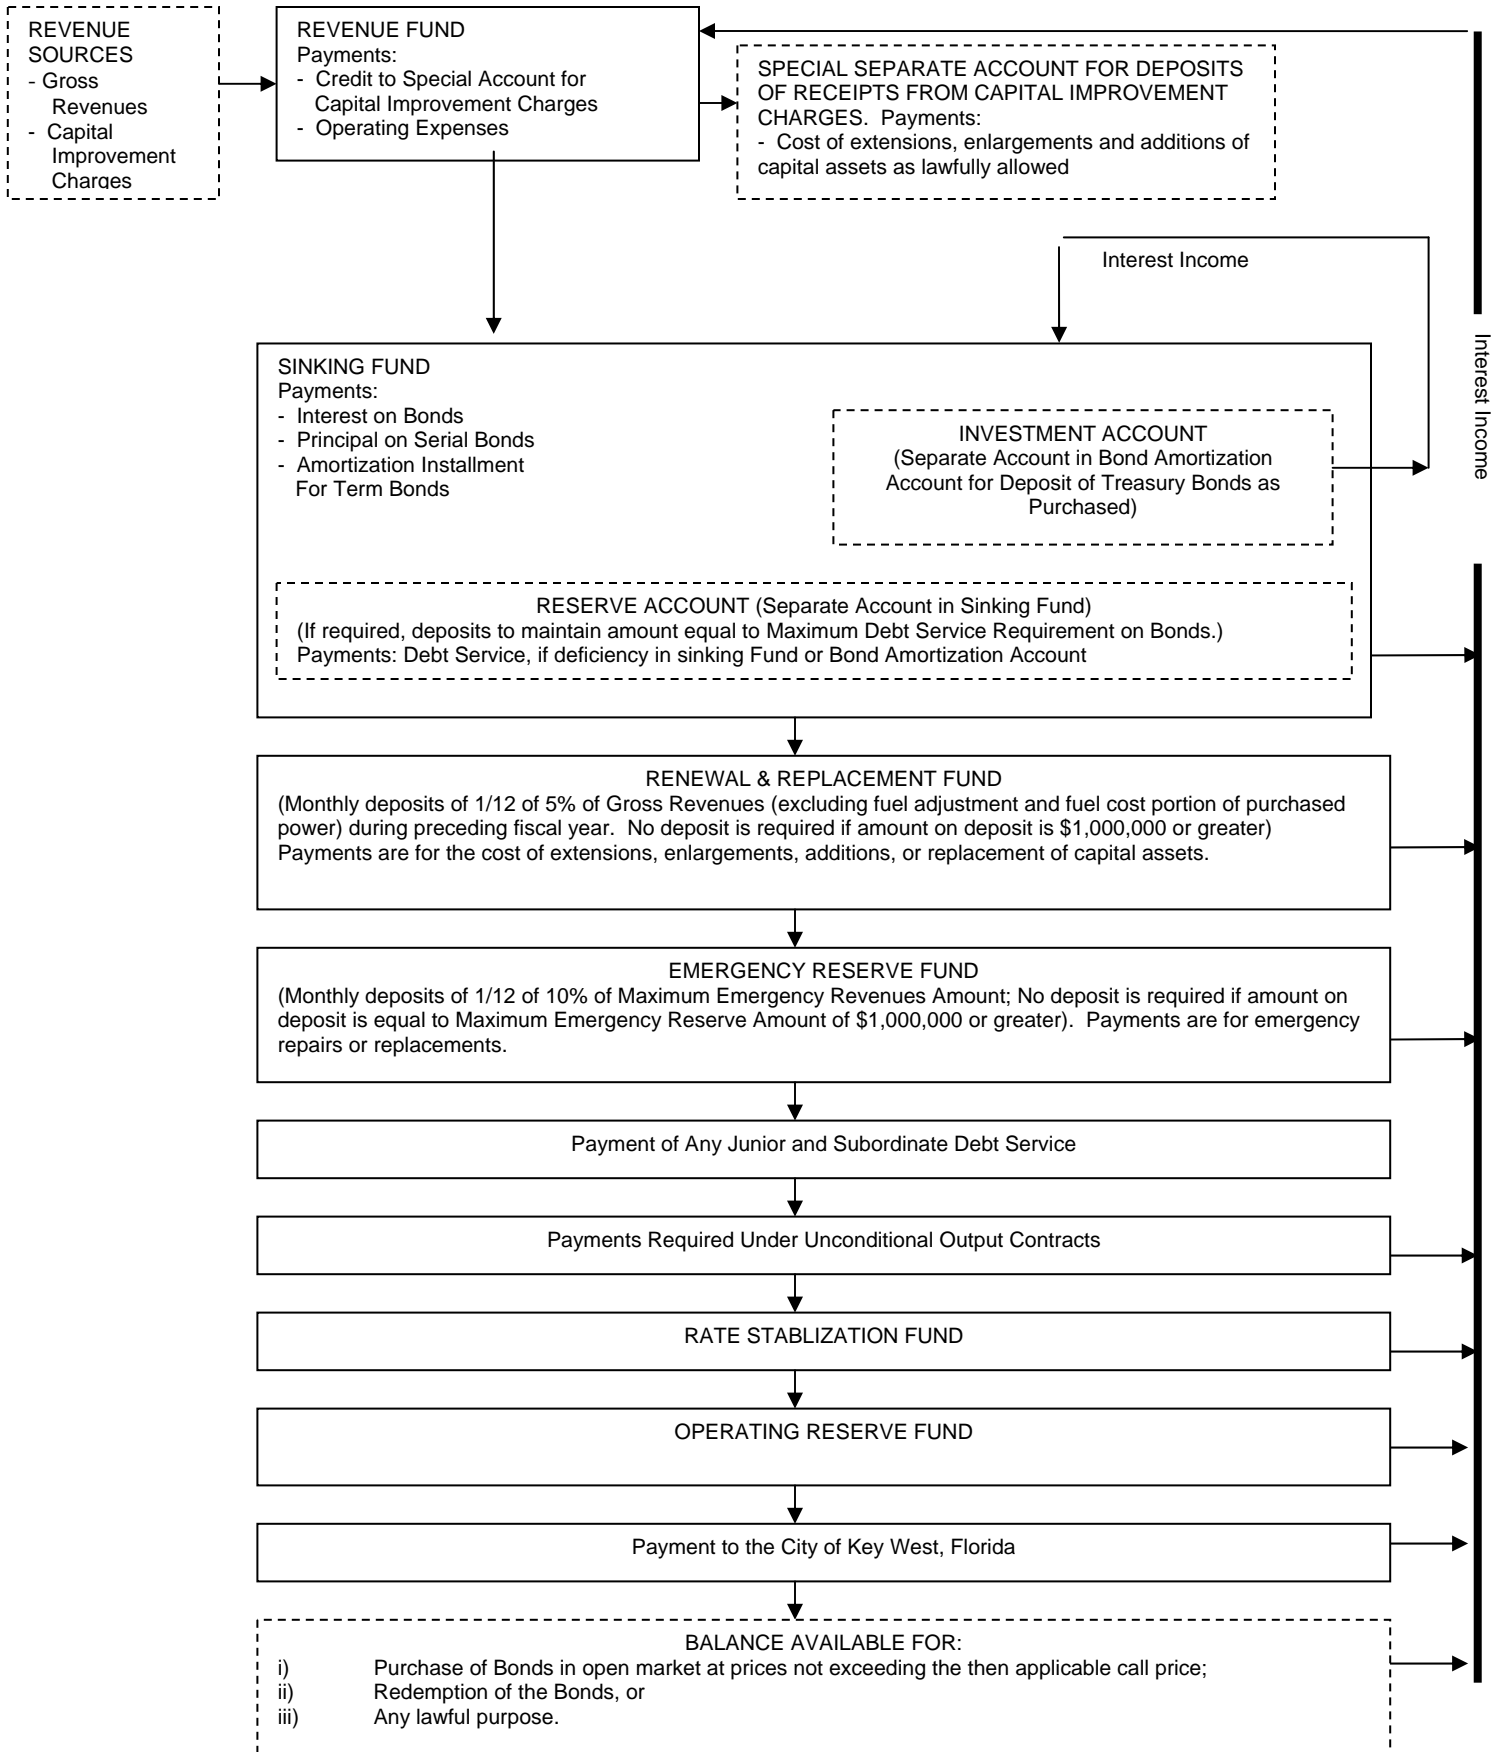 REVENUE
SOURCES
- Gross
Revenues
- Capital
Improvement
Charges
REVENUE FUND
Payments:
- Credit to Special Account for
Capital Improvement Charges
- Operating Expenses
SPECIAL SEPARATE ACCOUNT FOR DEPOSITS
OF RECEIPTS FROM CAPITAL IMPROVEMENT
CHARGES. Payments:
- Cost of extensions, enlargements and additions of
capital assets as lawfully allowed
Interest Income
Interest Income
SINKING FUND
Payments:
- Interest on Bonds
- Principal on Serial Bonds
- Amortization Installment
For Term Bonds
INVESTMENT ACCOUNT
(Separate Account in Bond Amortization
Account for Deposit of Treasury Bonds as
Purchased)
RESERVE ACCOUNT (Separate Account in Sinking Fund)
(If required, deposits to maintain amount equal to Maximum Debt Service Requirement on Bonds.)
Payments: Debt Service, if deficiency in sinking Fund or Bond Amortization Account
RENEWAL & REPLACEMENT FUND
(Monthly deposits of 1/12 of 5% of Gross Revenues (excluding fuel adjustment and fuel cost portion of purchased
power) during preceding fiscal year. No deposit is required if amount on deposit is $1,000,000 or greater)
Payments are for the cost of extensions, enlargements, additions, or replacement of capital assets.
EMERGENCY RESERVE FUND
(Monthly deposits of 1/12 of 10% of Maximum Emergency Revenues Amount; No deposit is required if amount on
deposit is equal to Maximum Emergency Reserve Amount of $1,000,000 or greater). Payments are for emergency
repairs or replacements.
Payment of Any Junior and Subordinate Debt Service
Payments Required Under Unconditional Output Contracts
RATE STABLIZATION FUND
OPERATING RESERVE FUND
Payment to the City of Key West, Florida
BALANCE AVAILABLE FOR:
i) Purchase of Bonds in open market at prices not exceeding the then applicable call price;
ii) Redemption of the Bonds, or
iii) Any lawful purpose.